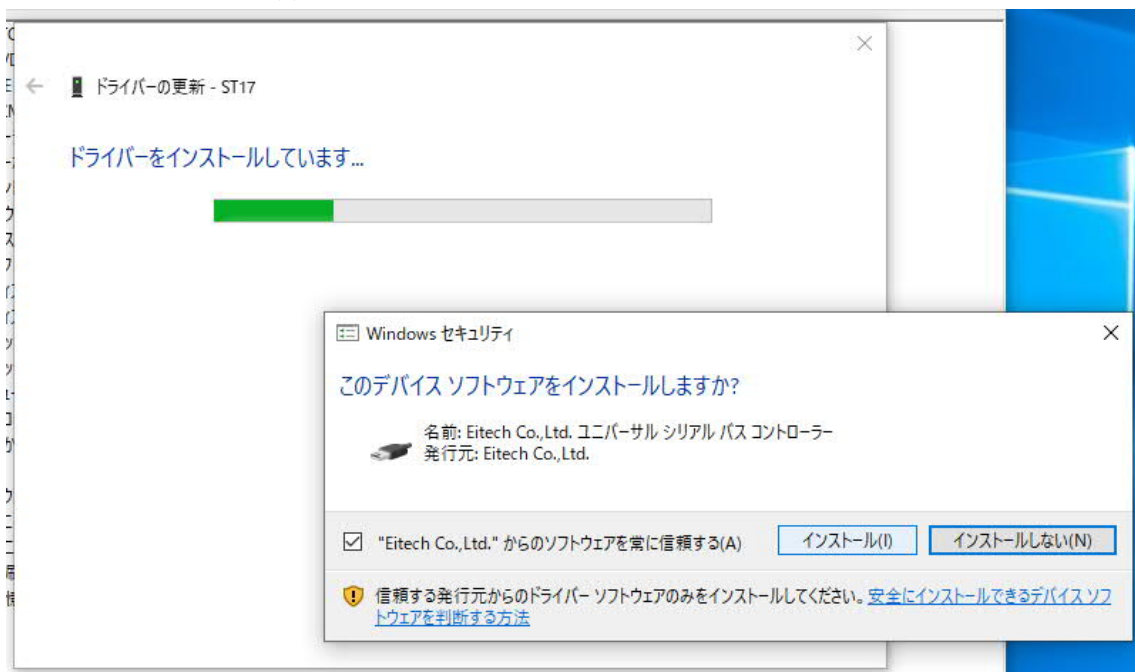 ドライバーの更新 - ST17
ドライバーをインストールしています...
Windows セキュリティ
このデバイス ソフトウェアをインストールしますか?
名前: Eitech Co.,Ltd. ユニバーサル シリアル バス コントローラー
発行元: Eitech Co.,Ltd.
"Eitech Co.,Ltd." からのソフトウェアを常に信頼する(A)
インストール(I)
インストールしない(N)
信頼する発行元からのドライバー ソフトウェアのみをインストールしてください。安全にインストールできるデバイス ソフ
トウェアを判断する方法